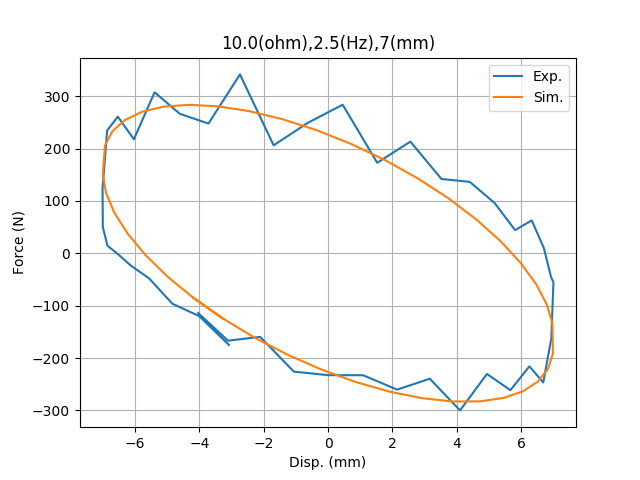 10.0(ohm),2.5(Hz),7(mm)
Exp.
Sim.
300
200
100
0
−100
−200
−300
Force (N)
−6 −4 −2 0 2 4 6
Disp. (mm)